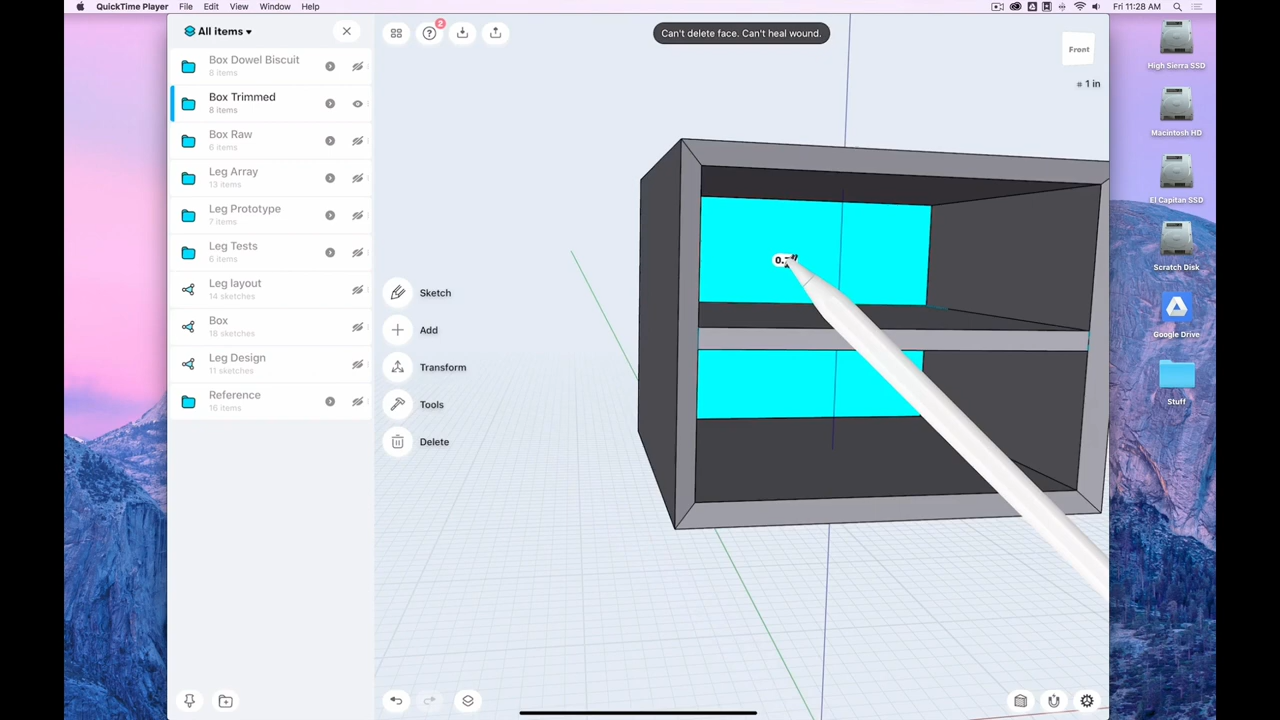 QuickTime Player File Edit View Window Help
Fri 11:28 AM
All items
2
Can't delete face. Can't heal wound.
Front
# 1 in
Box Dowel Biscuit
8 items
Box Trimmed
8 items
Box Raw
6 items
Leg Array
13 items
Leg Prototype
7 items
Leg Tests
6 items
Leg layout
14 sketches
Box
18 sketches
Leg Design
11 sketches
Reference
16 items
Sketch
Add
Transform
Tools
Delete
High Sierra SSD
Macintosh HD
El Capitan SSD
Scratch Disk
Google Drive
Stuff